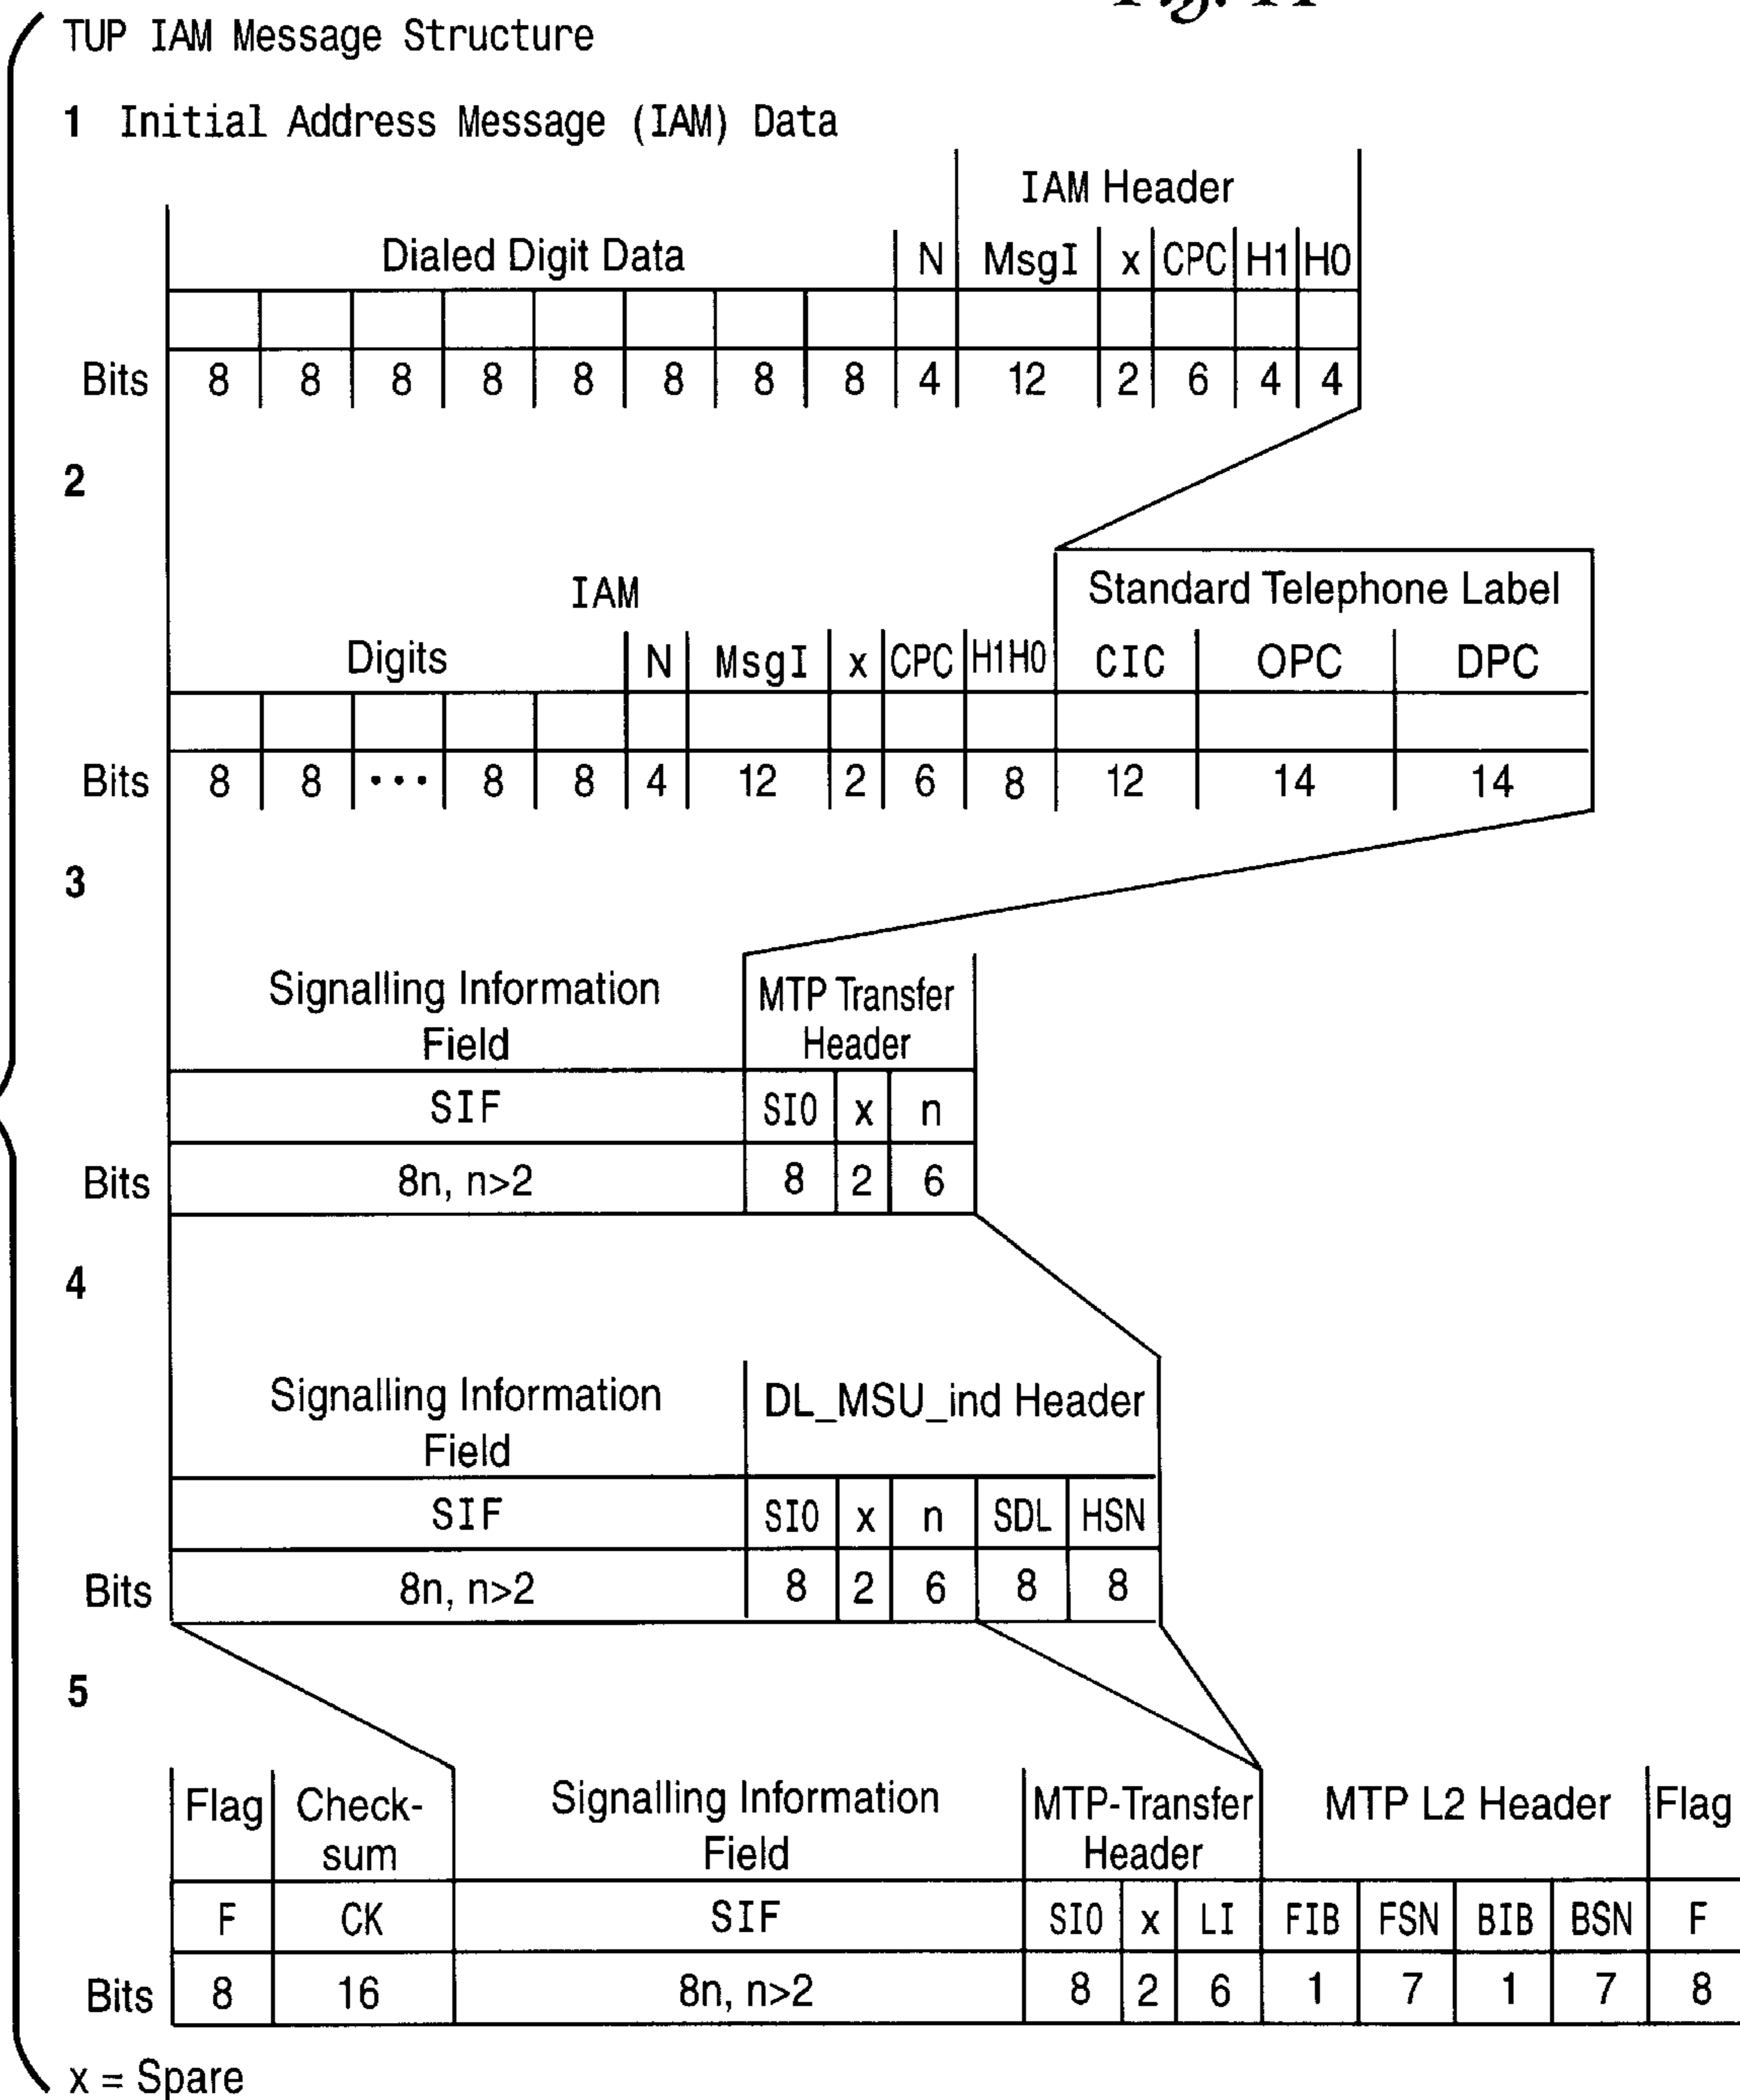 TUP IAM Message Structure
1 Initial Address Message (IAM) Data
IAM Header
Dialed Digit Data N MsgI x CPC H1 H0
Bits 8 8 8 8 8 8 8 8 4 12 2 6 4 4
2
IAM Standard Telephone Label
Digits N MsgI x CPC H1H0 CIC OPC DPC
Bits 8 8 ... 8 8 4 12 2 6 8 12 14 14
3
Signalling Information MTP Transfer
Field Header
SIF SIO x n
Bits 8n, n>2 8 2 6
4
Signalling Information DL_MSU_ind Header
Field
SIF SIO x n SDL HSN
Bits 8n, n>2 8 2 6 8 8
5
Flag Check- Signalling Information MTP-Transfer MTP L2 Header Flag
sum Field Header
F CK SIF SIO x LI FIB FSN BIB BSN F
Bits 8 16 8n, n>2 8 2 6 1 7 1 7 8
x = Spare